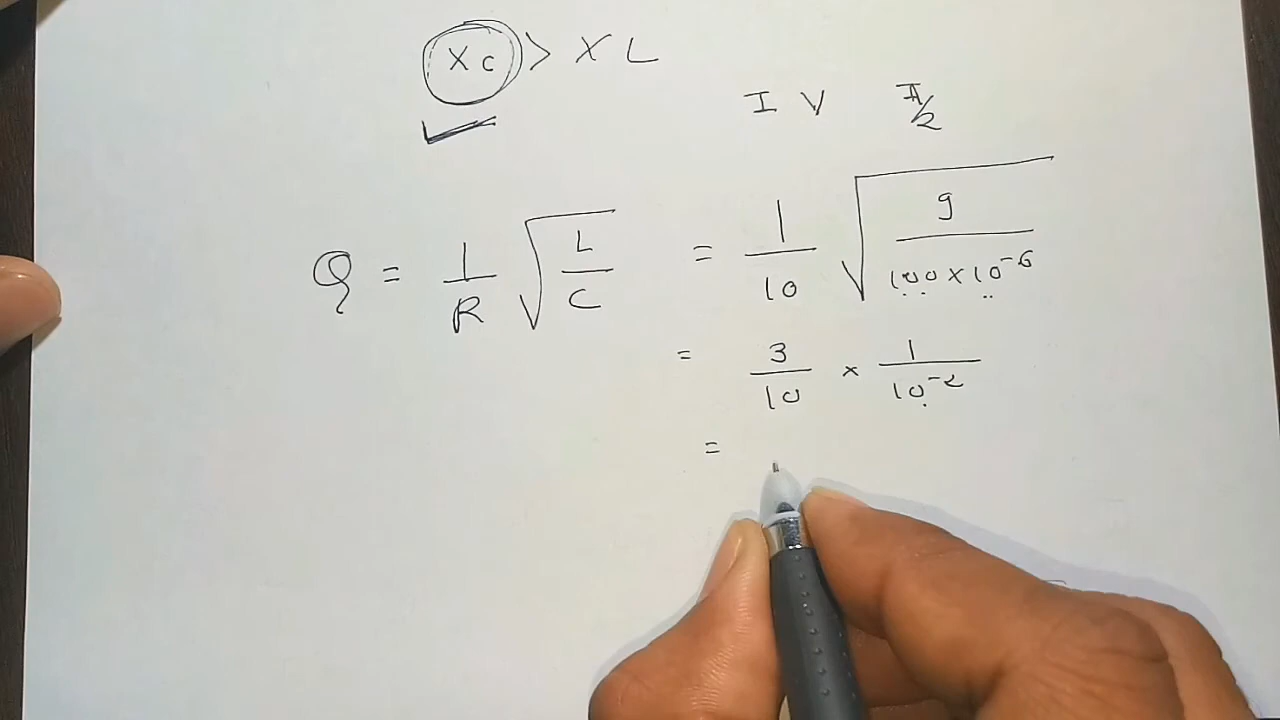 Xc > XL
I V π/2
Q = 1/R √(L/C) = 1/10 √(9/(100 × 10⁻⁶))
= 3/10 × 1/10⁻²
=